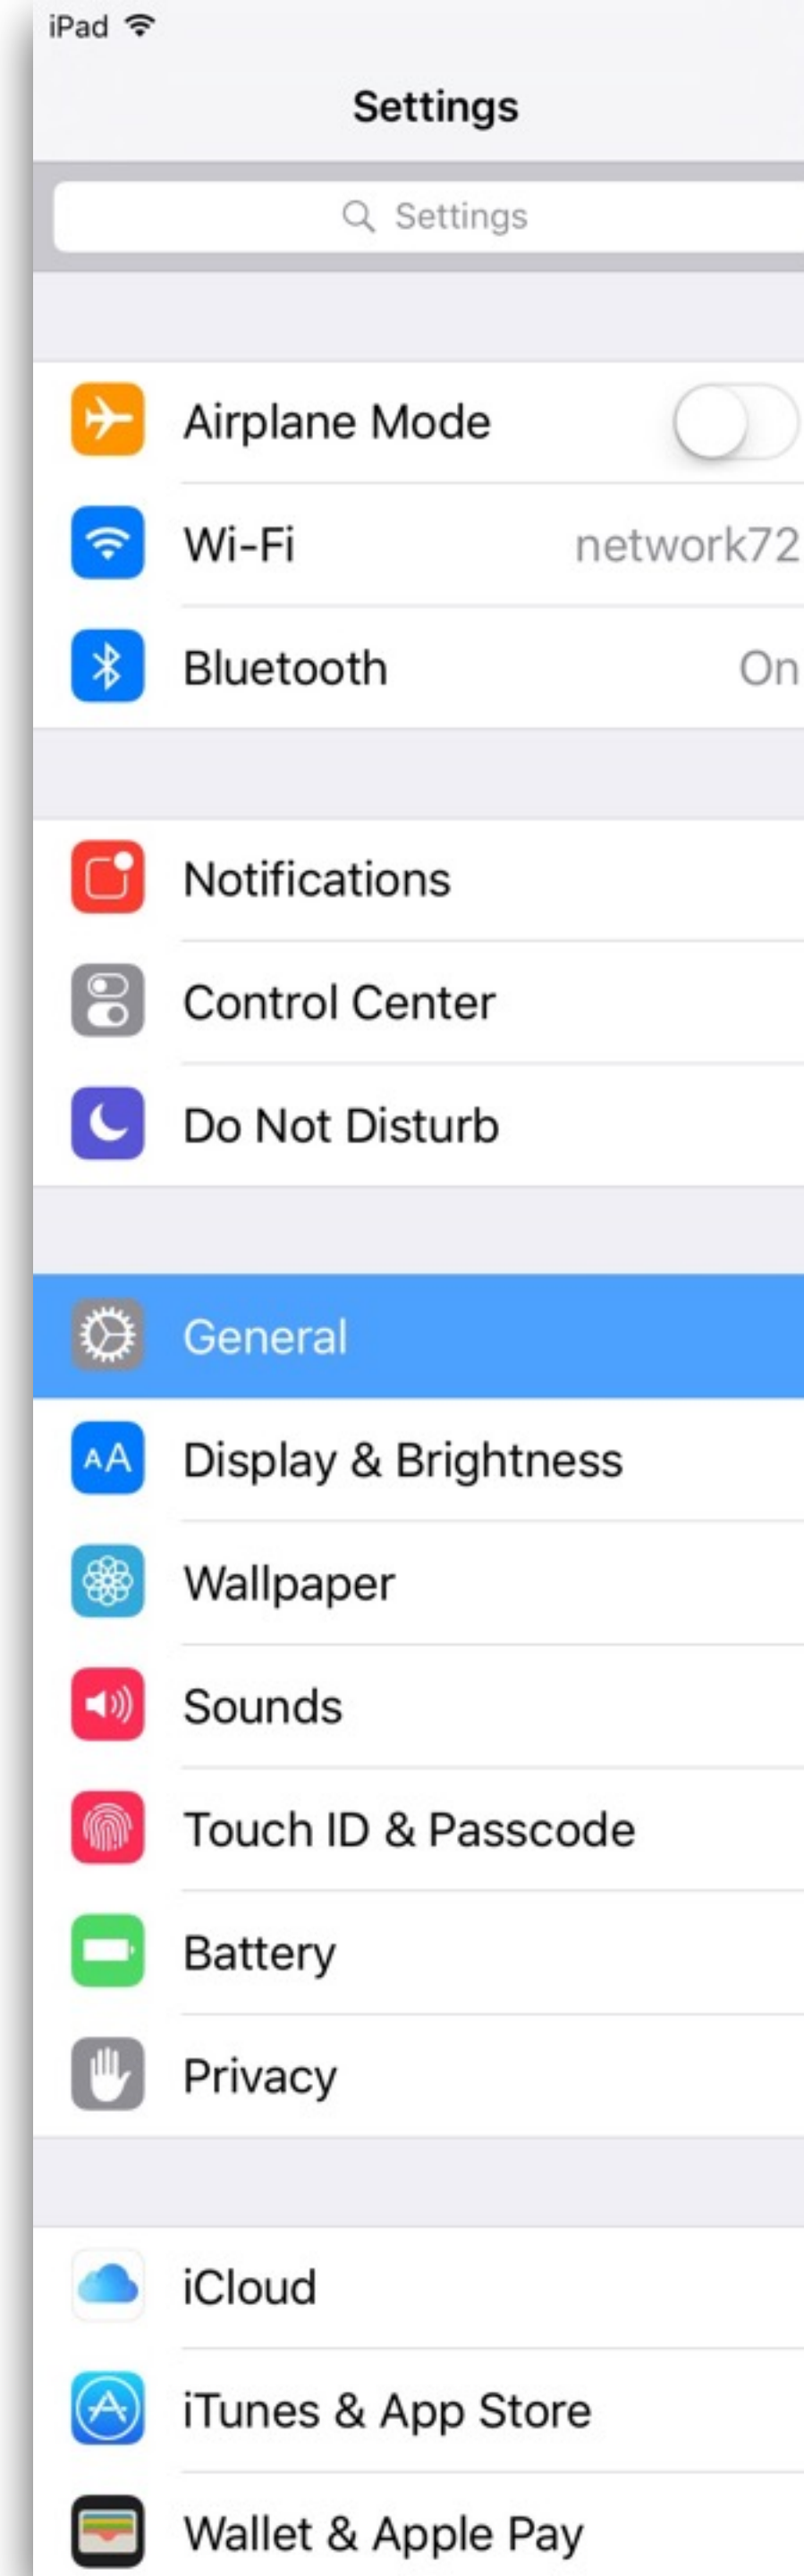 iPad
Settings
Settings
Airplane Mode
Wi-Fi network72
Bluetooth On
Notifications
Control Center
Do Not Disturb
General
AA Display & Brightness
Wallpaper
Sounds
Touch ID & Passcode
Battery
Privacy
iCloud
iTunes & App Store
Wallet & Apple Pay